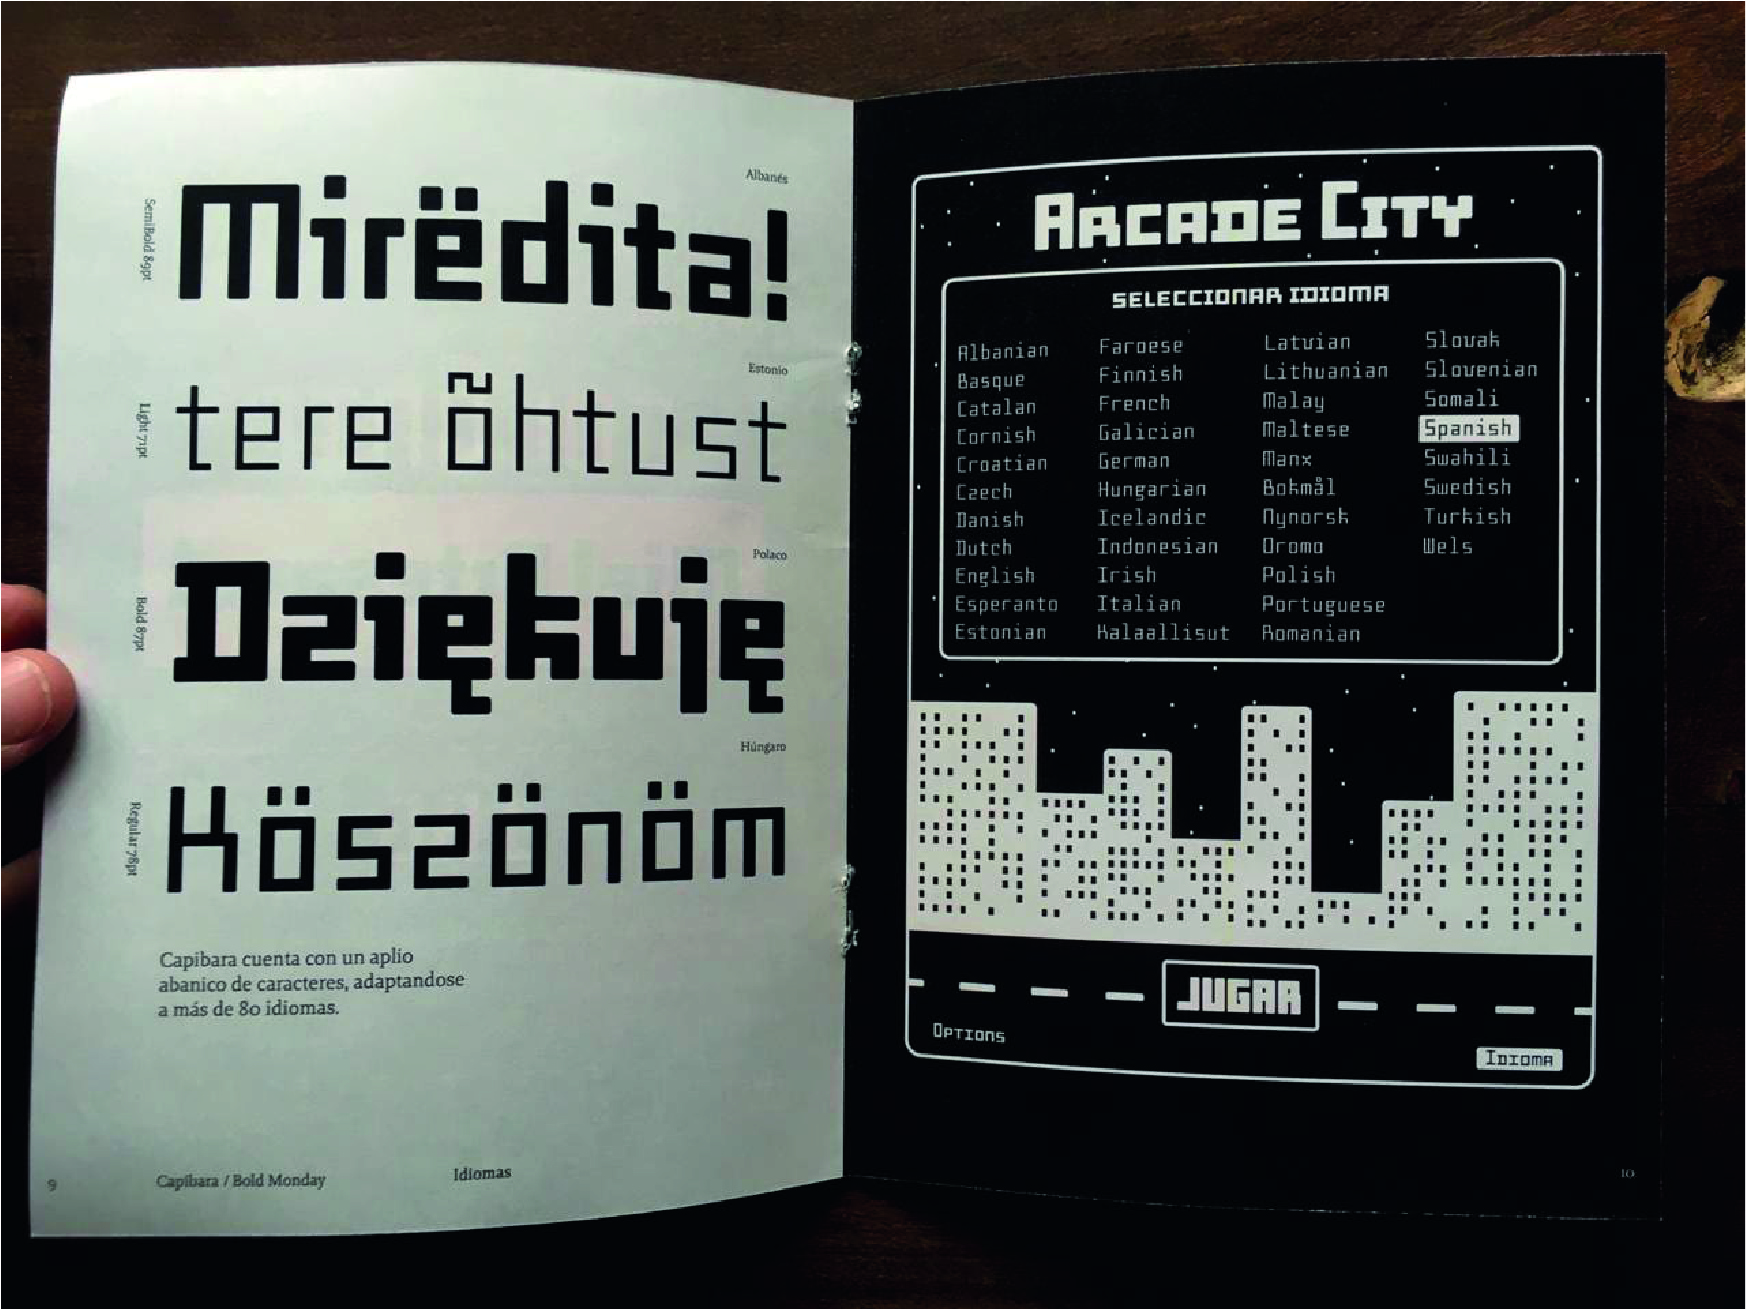 Albanés
SemiBold 89pt
Mirëdita!
Estonio
Light 71pt
tere õhtust
Polaco
Bold 87pt
Dziękuję
Húngaro
Regular 78pt
Köszönöm
Capibara cuenta con un aplio
abanico de caracteres, adaptandose
a más de 80 idiomas.
9
Capibara / Bold Monday
Idiomas
ARCADE CITY
SELECCIONAR IDIOMA
Albanian
Basque
Catalan
Cornish
Croatian
Czech
Danish
Dutch
English
Esperanto
Estonian
Faroese
Finnish
French
Galician
German
Hungarian
Icelandic
Indonesian
Irish
Italian
Kalaallisut
Latvian
Lithuanian
Malay
Maltese
Manx
Bokmål
Nynorsk
Oromo
Polish
Portuguese
Romanian
Slovak
Slovenian
Somali
Spanish
Swahili
Swedish
Turkish
Wels
JUGAR
OPTIONS
IDIOMA
10